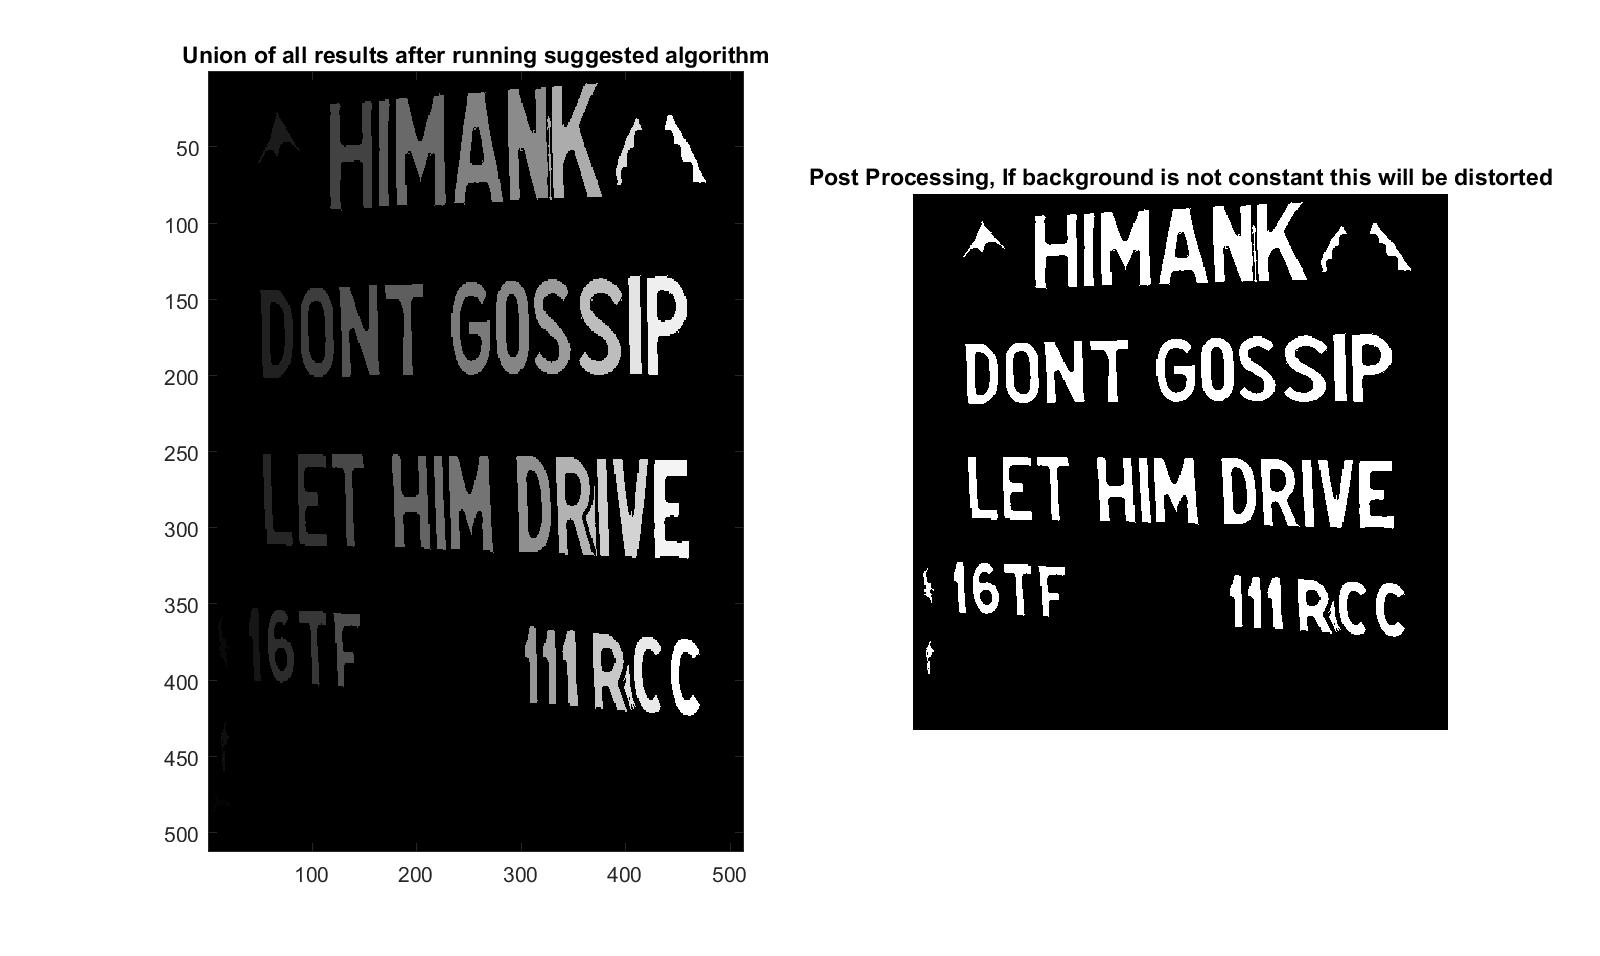 Union of all results after running suggested algorithm
HIMANK
DONT GOSSIP
LET HIM DRIVE
16TF 111 RCC
50
100
150
200
250
300
350
400
450
500
100 200 300 400 500
Post Processing, If background is not constant this will be distorted
HIMANK
DONT GOSSIP
LET HIM DRIVE
16TF 111 RCC